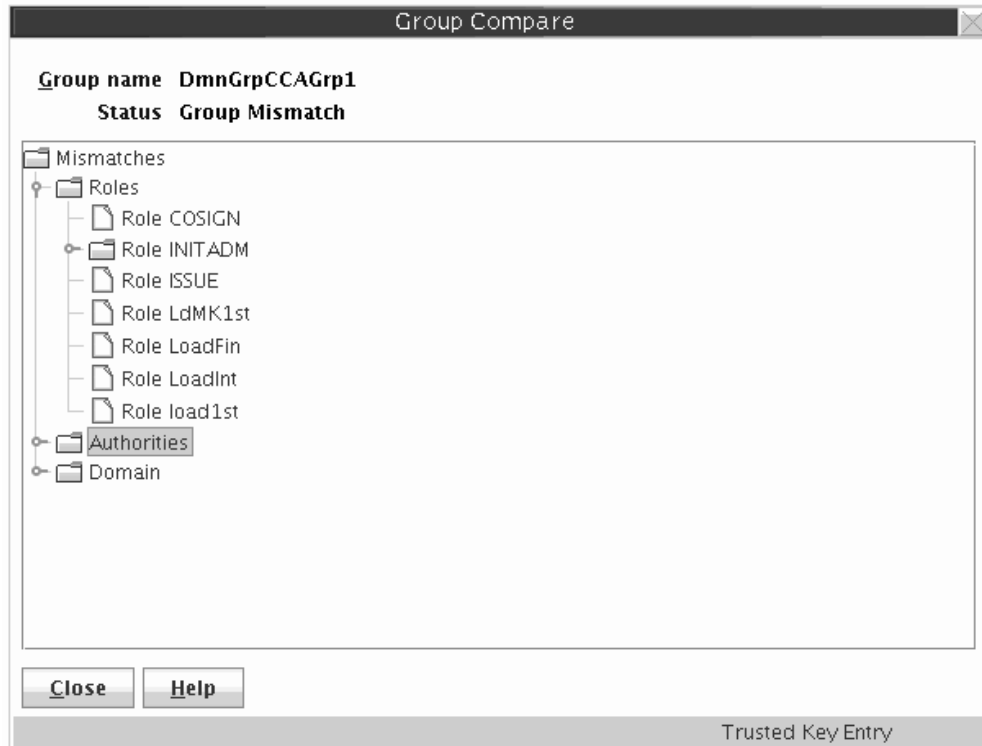 Group Compare
Group name DmnGrpCCAGrp1
Status Group Mismatch
Mismatches
Roles
Role COSIGN
Role INITADM
Role ISSUE
Role LdMK1st
Role LoadFin
Role LoadInt
Role load1st
Authorities
Domain
Close Help
Trusted Key Entry